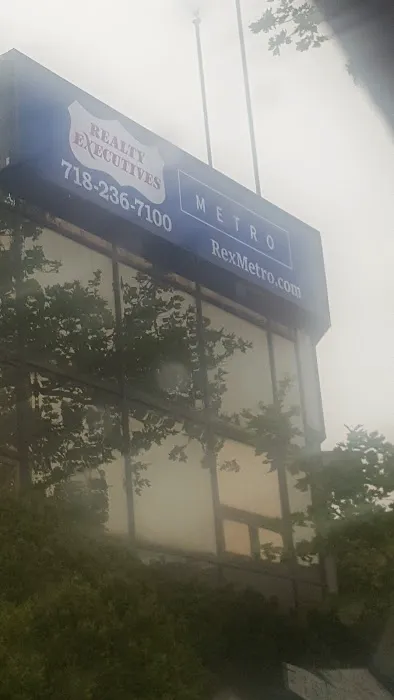 REALTY
EXECUTIVES
718-236-7100
METRO
RexMetro.com